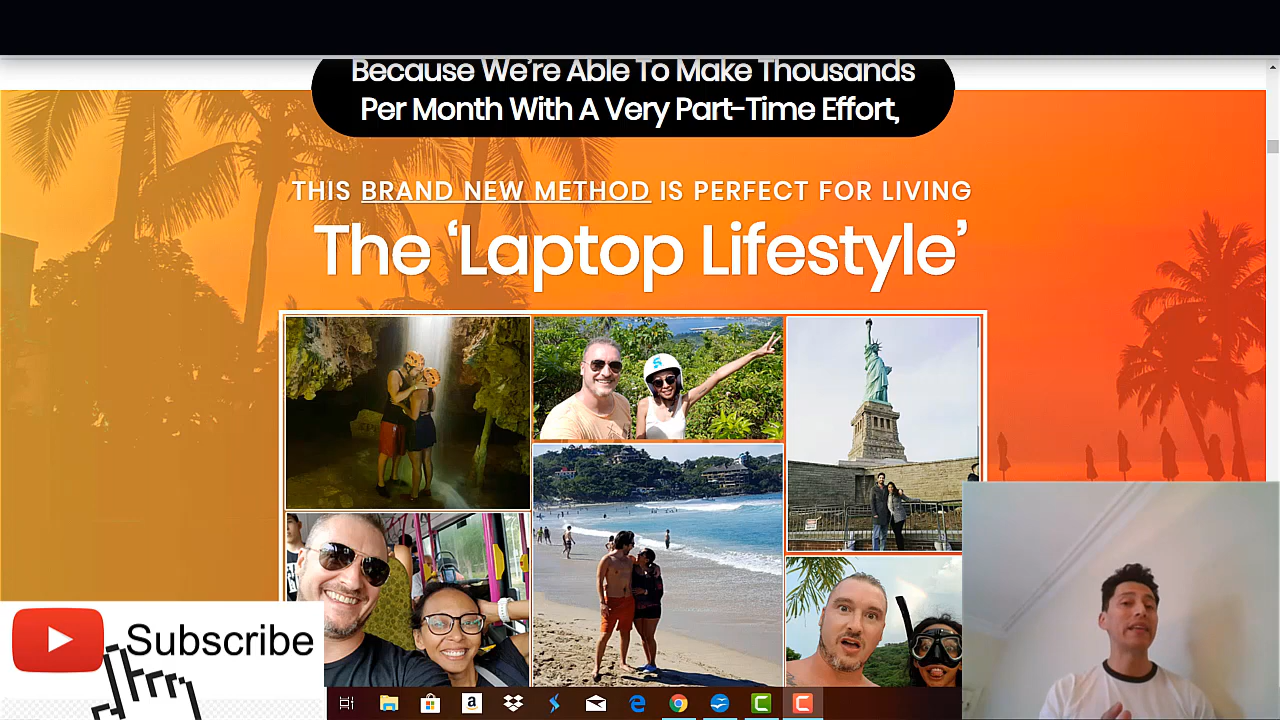 Because We're Able To Make Thousands
Per Month With A Very Part-Time Effort,
THIS BRAND NEW METHOD IS PERFECT FOR LIVING
The ‘Laptop Lifestyle’
Subscribe